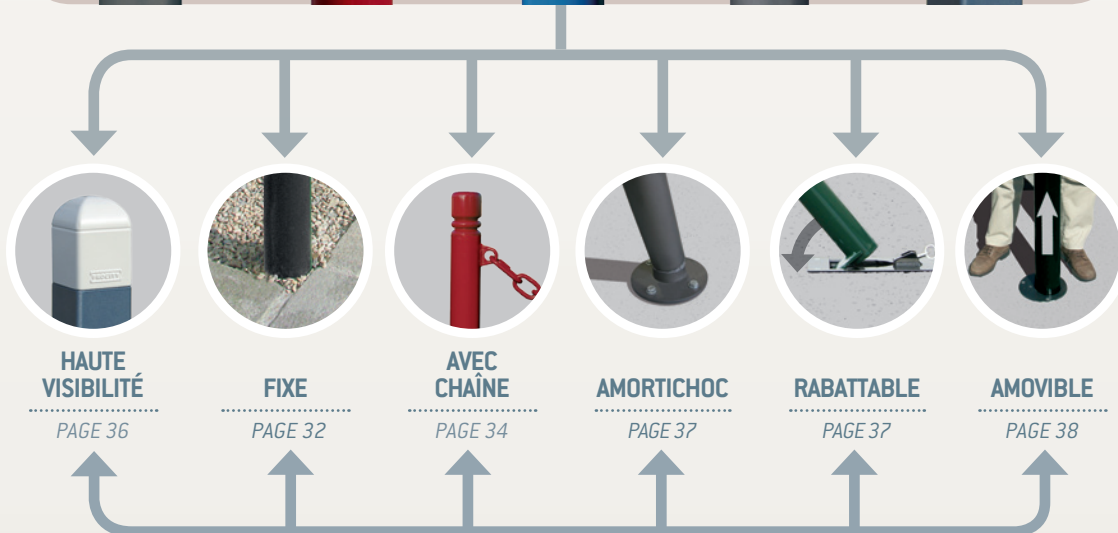 HAUTE
VISIBILITÉ
PAGE 36
FIXE
PAGE 32
AVEC
CHAÎNE
PAGE 34
AMORTICHOC
PAGE 37
RABATTABLE
PAGE 37
AMOVIBLE
PAGE 38